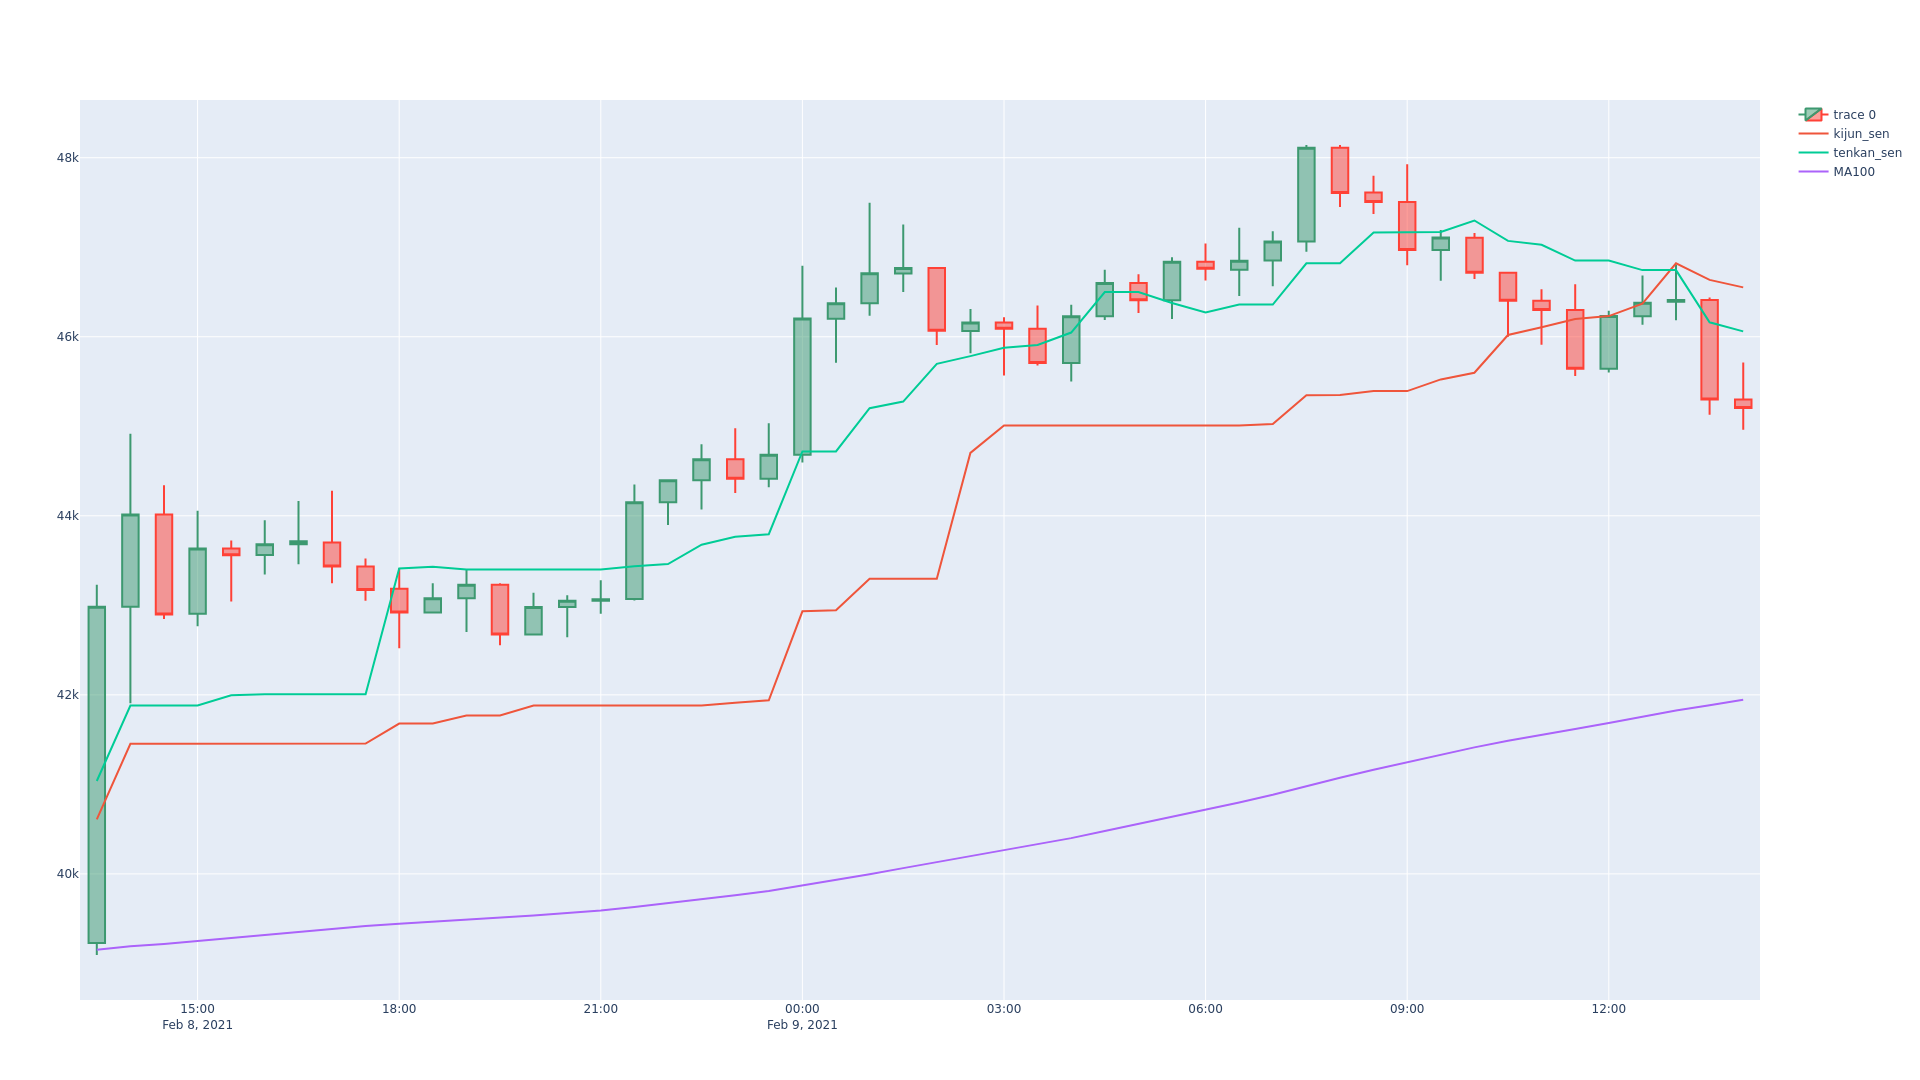 48k
46k
44k
42k
40k
15:00
Feb 8, 2021
18:00
21:00
00:00
Feb 9, 2021
03:00
06:00
09:00
12:00
trace 0
kijun_sen
tenkan_sen
MA100